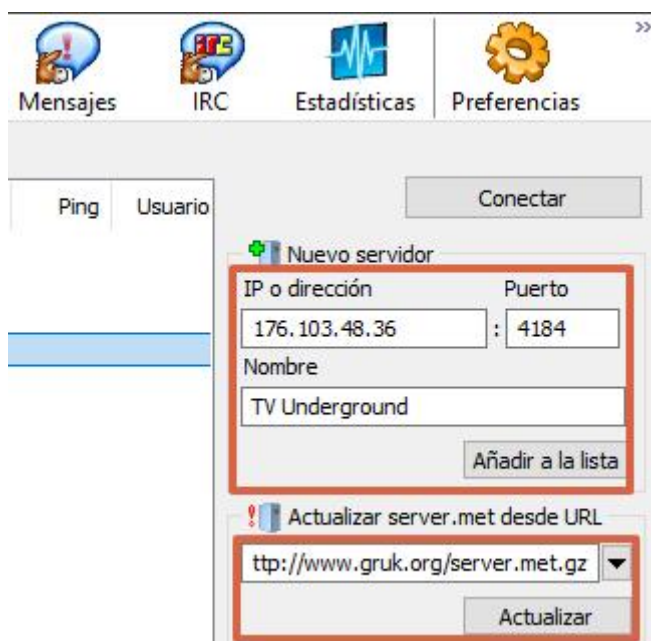 »
Mensajes IRC Estadísticas Preferencias
Ping Usuario
Conectar
Nuevo servidor
IP o dirección Puerto
176.103.48.36 : 4184
Nombre
TV Underground
Añadir a la lista
Actualizar server.met desde URL
ttp://www.gruk.org/server.met.gz
Actualizar